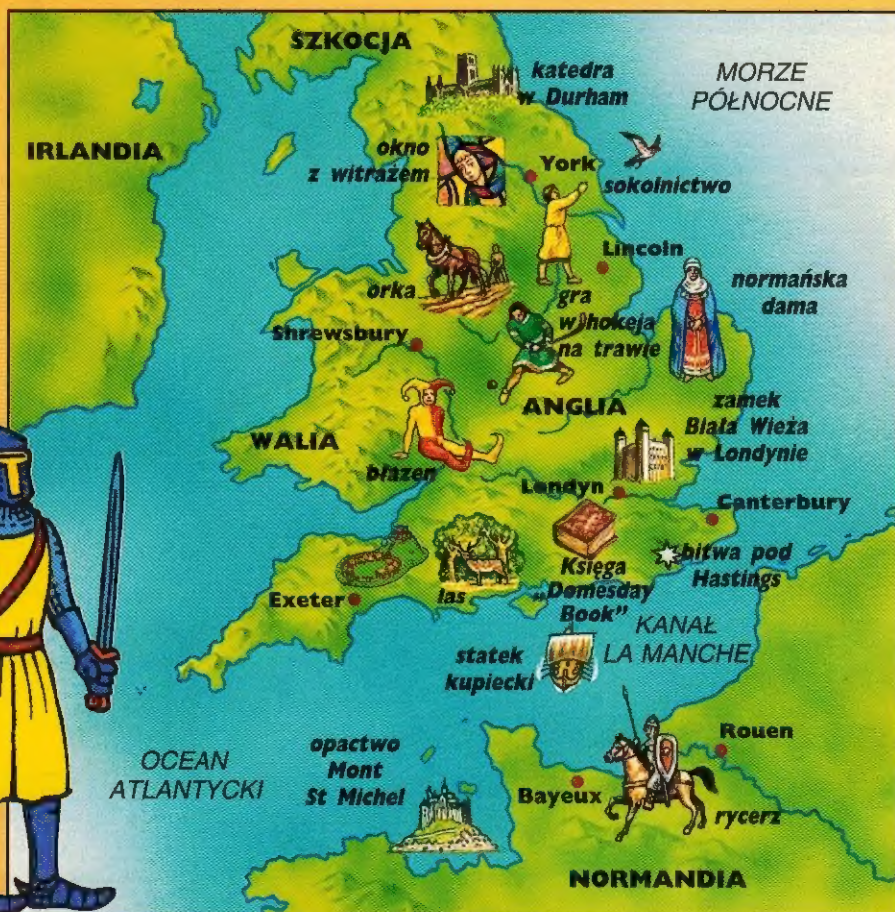 SZKOCJA
katedra
w Durham
MORZE
PÓŁNOCNE
IRLANDIA
okno
z witrażem
York
sokolnictwo
Lincoln
normańska
dama
orka
gra
w hokeja
na trawie
Shrewsbury
ANGLIA
zamek
Biała Wieża
w Londynie
WALIA
błazen
Londyn
Canterbury
Księga
„Domesday
Book”
bitwa pod
Hastings
Exeter
las
KANAŁ
LA MANCHE
statek
kupiecki
OCEAN
ATLANTYCKI
opactwo
Mont
St Michel
Rouen
Bayeux
rycerz
NORMANDIA